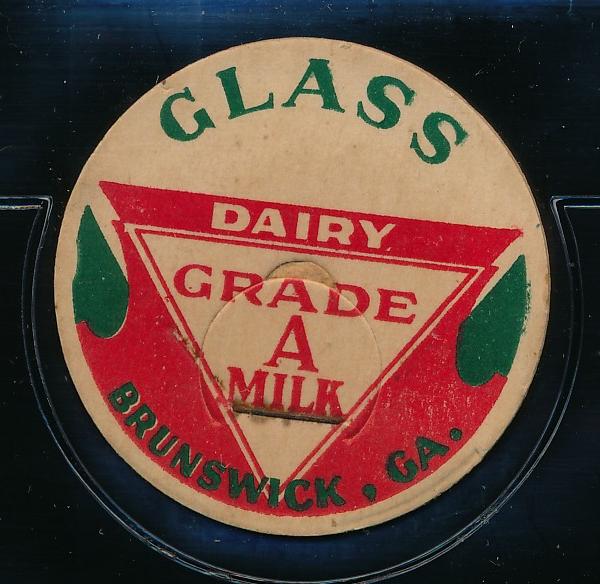 GLASS
DAIRY
GRADE
A
MILK
BRUNSWICK, GA.